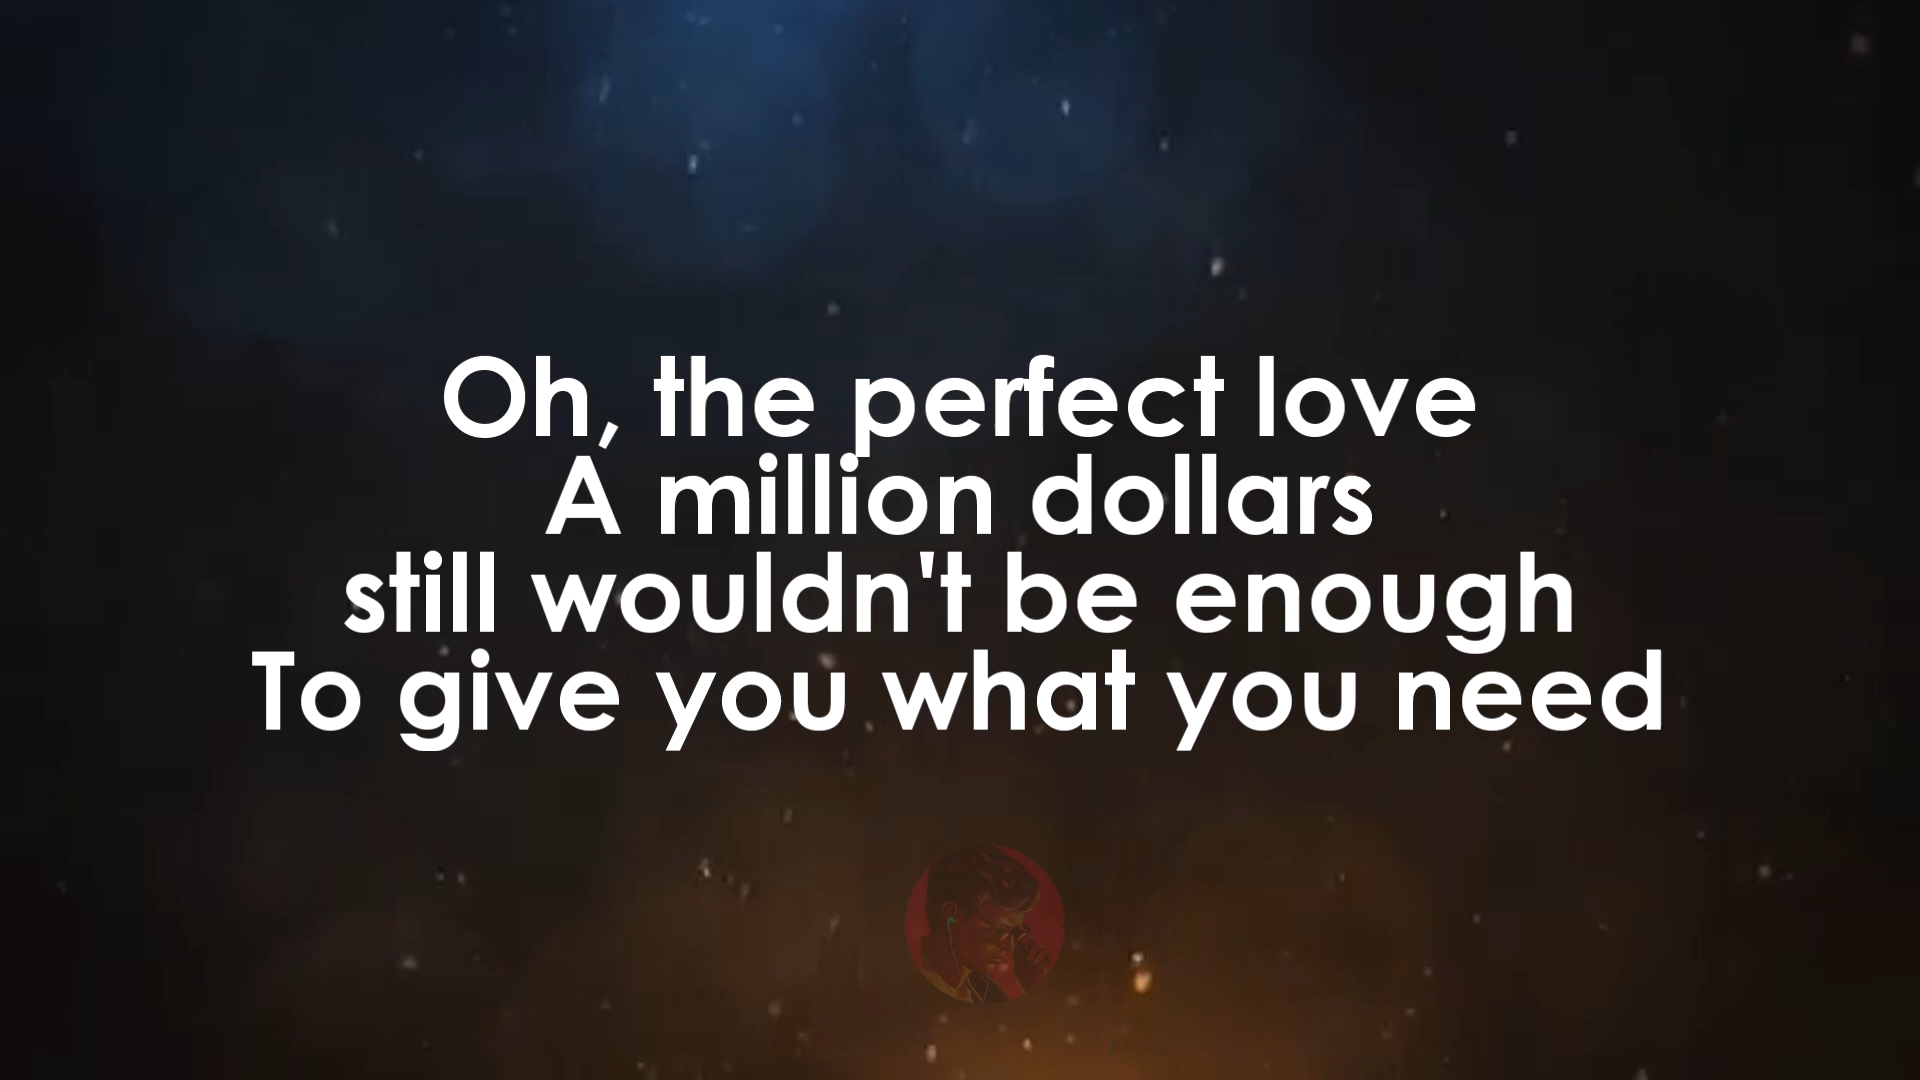 Oh, the perfect love
A million dollars
still wouldn't be enough
To give you what you need